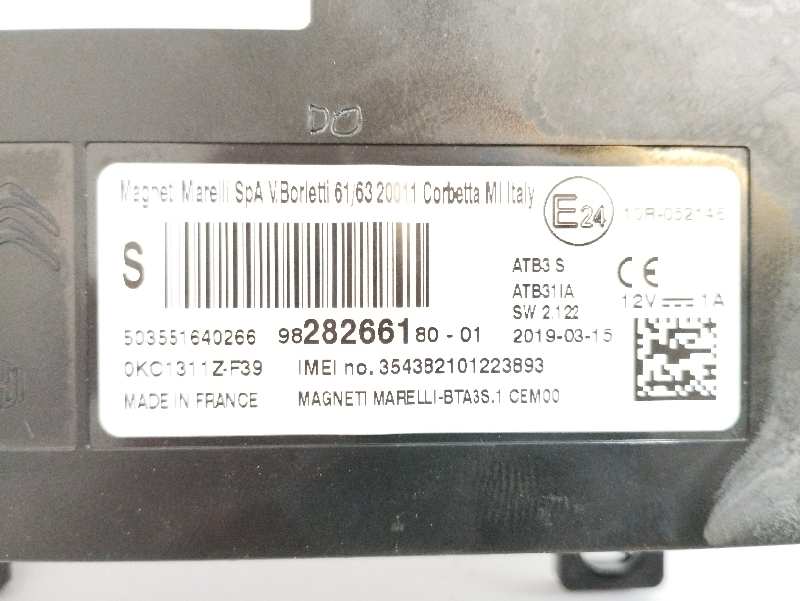 Magneti Marelli SpA V.Borletti 61/63 20011 Corbetta MI Italy
E24
10R-052146
S
ATB3 S
CE
ATB31IA
12V 1A
SW 2.122
503551640266 9828266180-01 2019-03-15
0KC1311Z-F39 IMEI no. 354382101223893
MADE IN FRANCE MAGNETI MARELLI-BTA3S.1 CEM00